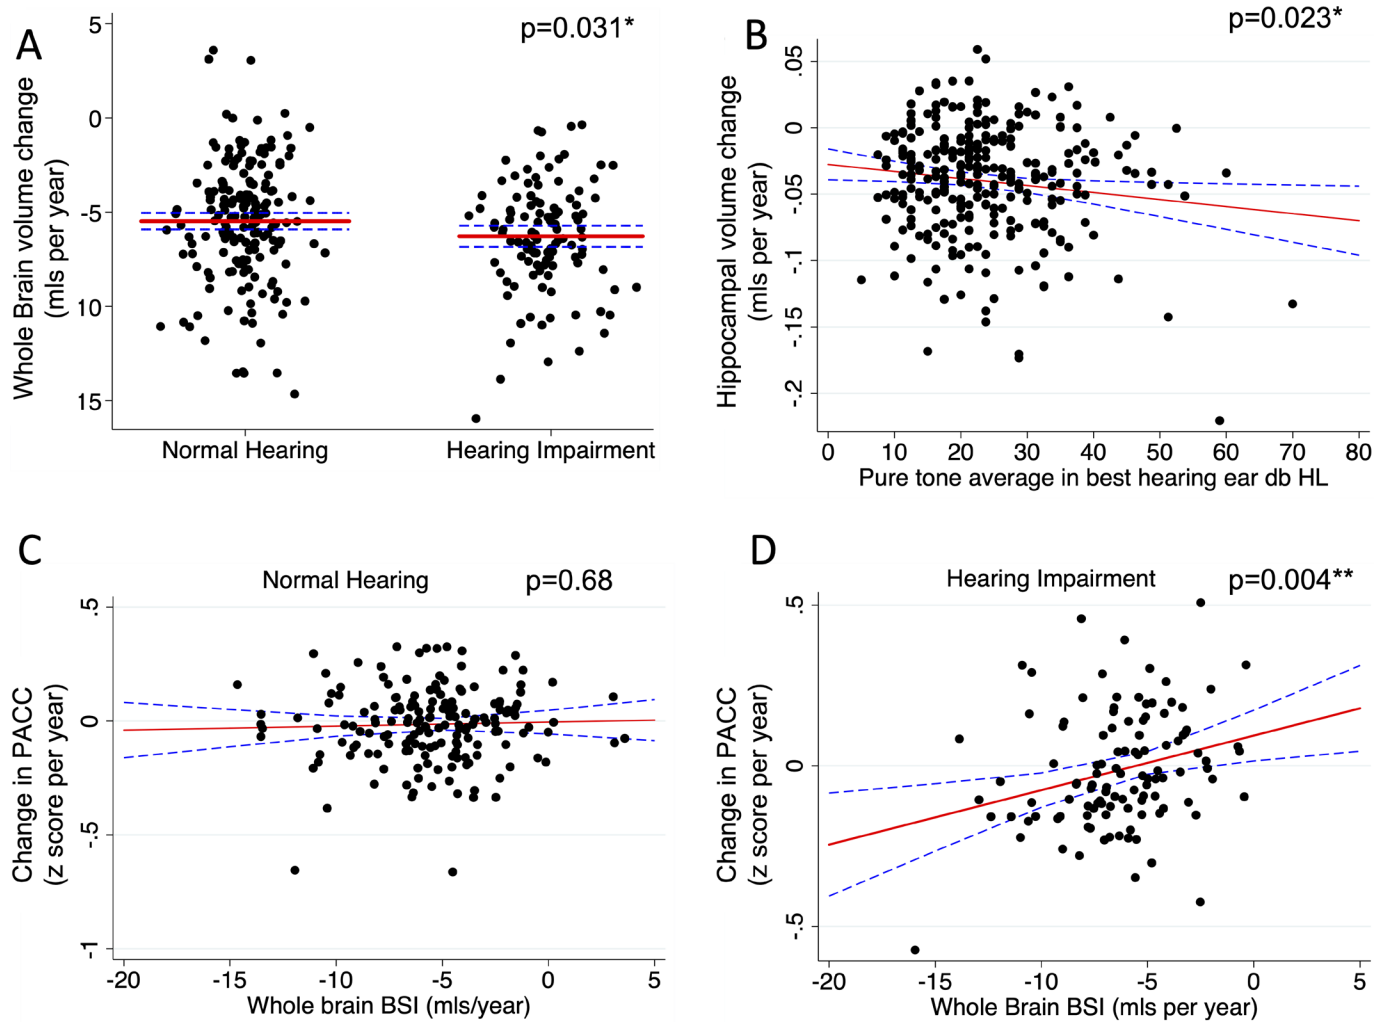 A
p=0.031*
Whole Brain volume change
(mls per year)
5
0
-5
10
15
Normal Hearing
Hearing Impairment
B
p=0.023*
Hippocampal volume change
(mls per year)
.05
0
-.05
-.1
-.15
-.2
0 10 20 30 40 50 60 70 80
Pure tone average in best hearing ear db HL
C
Normal Hearing
p=0.68
Change in PACC
(z score per year)
.5
0
-.5
-1
-20 -15 -10 -5 0 5
Whole brain BSI (mls/year)
D
Hearing Impairment
p=0.004**
Change in PACC
(z score per year)
.5
0
-.5
-20 -15 -10 -5 0 5
Whole Brain BSI (mls per year)